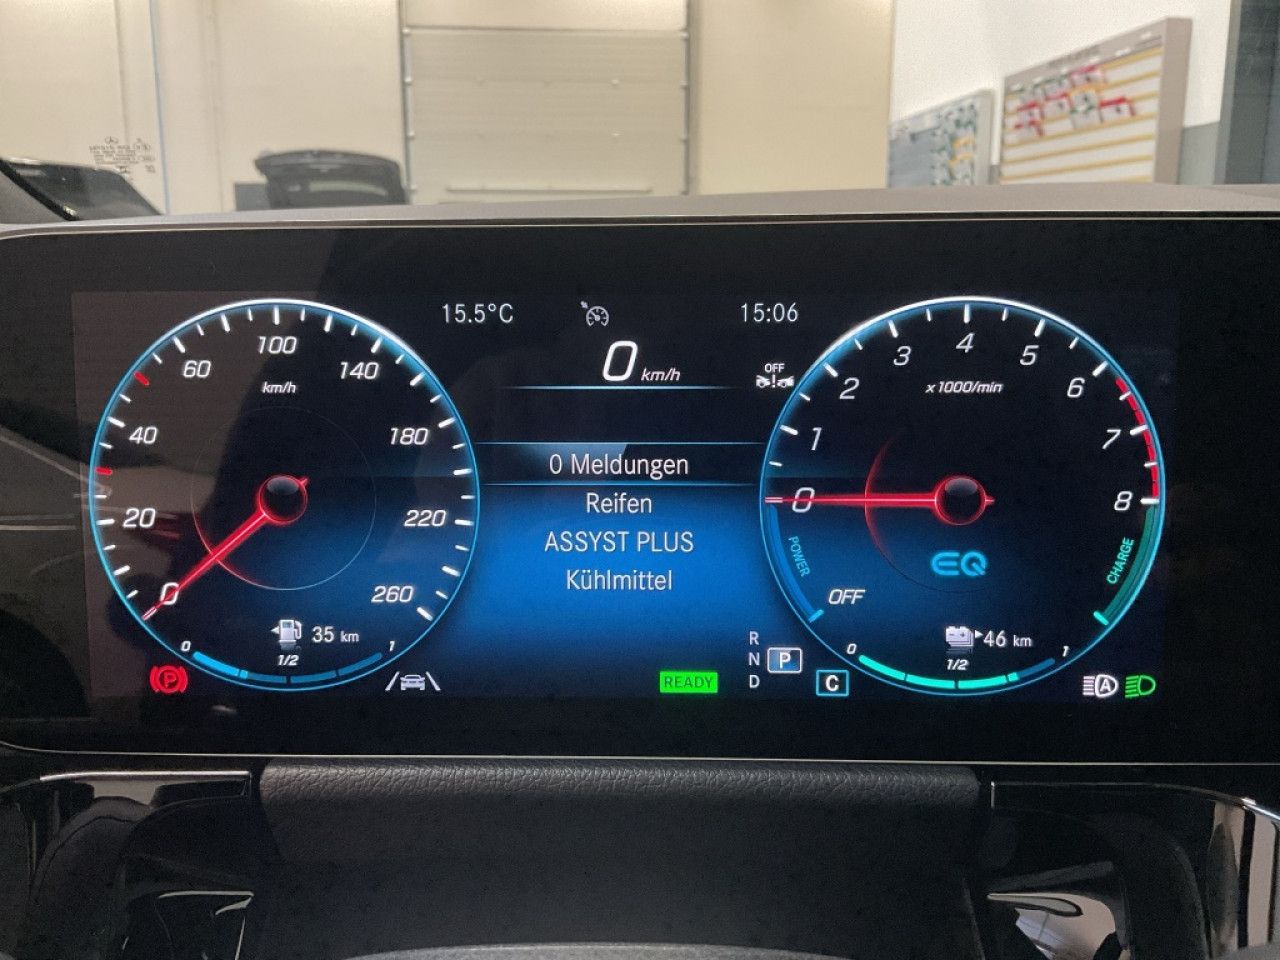 15.5°C
15:06
0 km/h
OFF
0 Meldungen
Reifen
ASSYST PLUS
Kühlmittel
0
20
40
60
100
140
180
220
260
km/h
35 km
0
1/2
1
P
READY
R
N
D
P
C
0
1
2
3
4
5
6
7
8
x1000/min
POWER
OFF
EQ
CHARGE
46 km
0
1/2
1
A